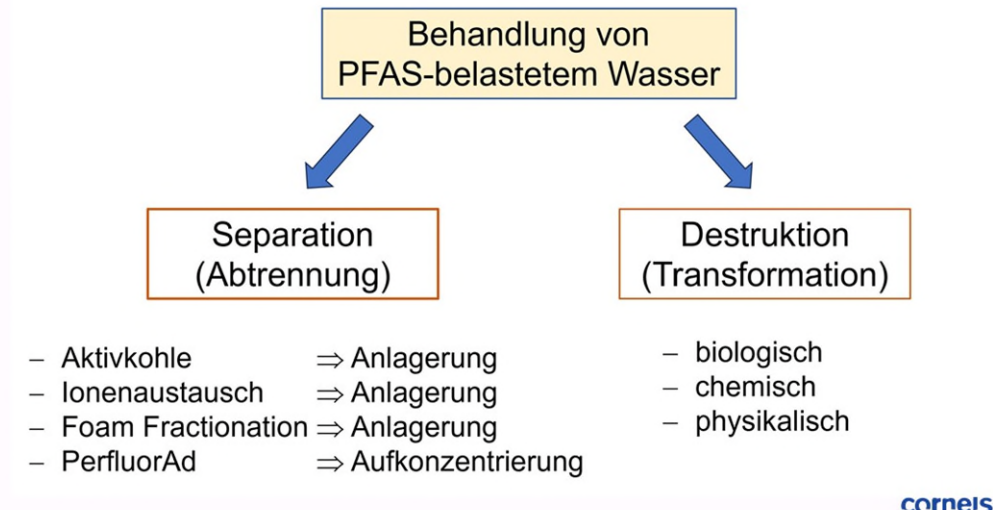 Behandlung von
PFAS-belastetem Wasser
Separation
(Abtrennung)
Destruktion
(Transformation)
– Aktivkohle ⇒ Anlagerung
– Ionenaustausch ⇒ Anlagerung
– Foam Fractionation ⇒ Anlagerung
– PerfluorAd ⇒ Aufkonzentrierung
– biologisch
– chemisch
– physikalisch